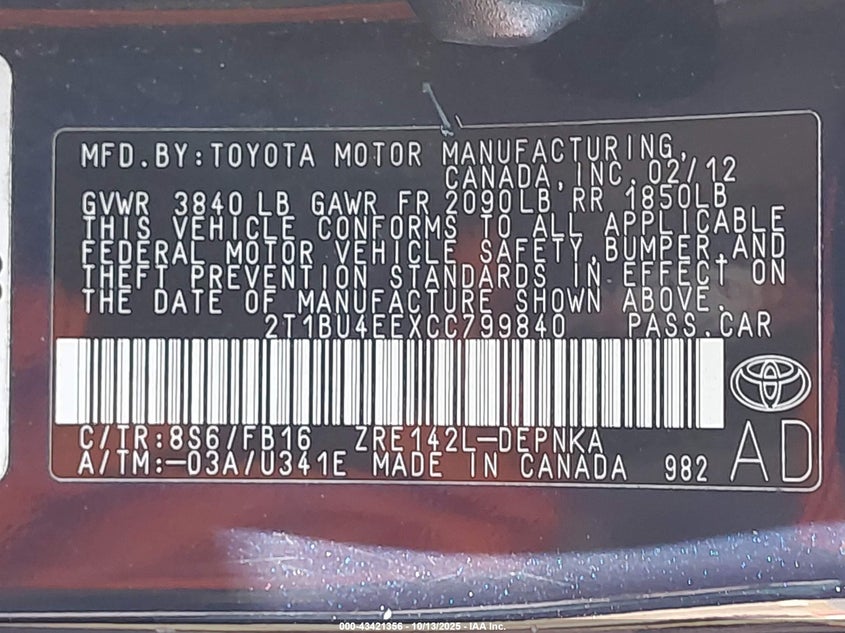 MFD.BY:TOYOTA MOTOR MANUFACTURING,
CANADA,INC.02/12
GVWR 3840 LB GAWR FR 2090LB RR 1850LB
THIS VEHICLE CONFORMS TO ALL APPLICABLE
FEDERAL MOTOR VEHICLE SAFETY,BUMPER,AND
THEFT PREVENTION STANDARDS IN EFFECT ON
THE DATE OF MANUFACTURE SHOWN ABOVE.
2T1BU4EEXCC799840 PASS.CAR
C/TR:8S6/FB16 ZRE142L-DEPNKA
A/TM:-03A/U341E MADE IN CANADA 982 AD
000-43421356 - 10/13/2025 - IAA Inc.